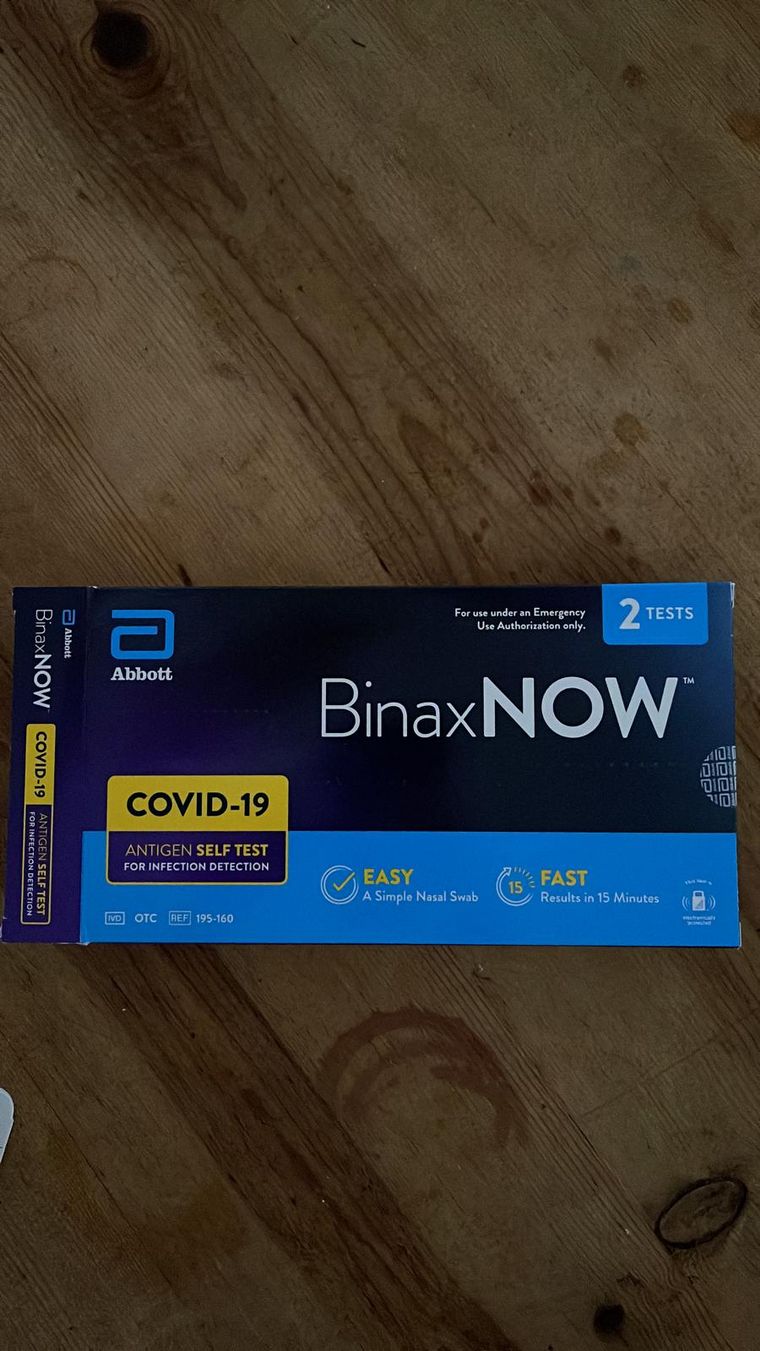 Abbott
BinaxNOW
COVID-19
ANTIGEN SELF TEST
FOR INFECTION DETECTION
Abbott
For use under an Emergency
Use Authorization only.
2 TESTS
BinaxNOW™
COVID-19
ANTIGEN SELF TEST
FOR INFECTION DETECTION
EASY
A Simple Nasal Swab
15
FAST
Results in 15 Minutes
IVD OTC REF 195-160
electronically
protected